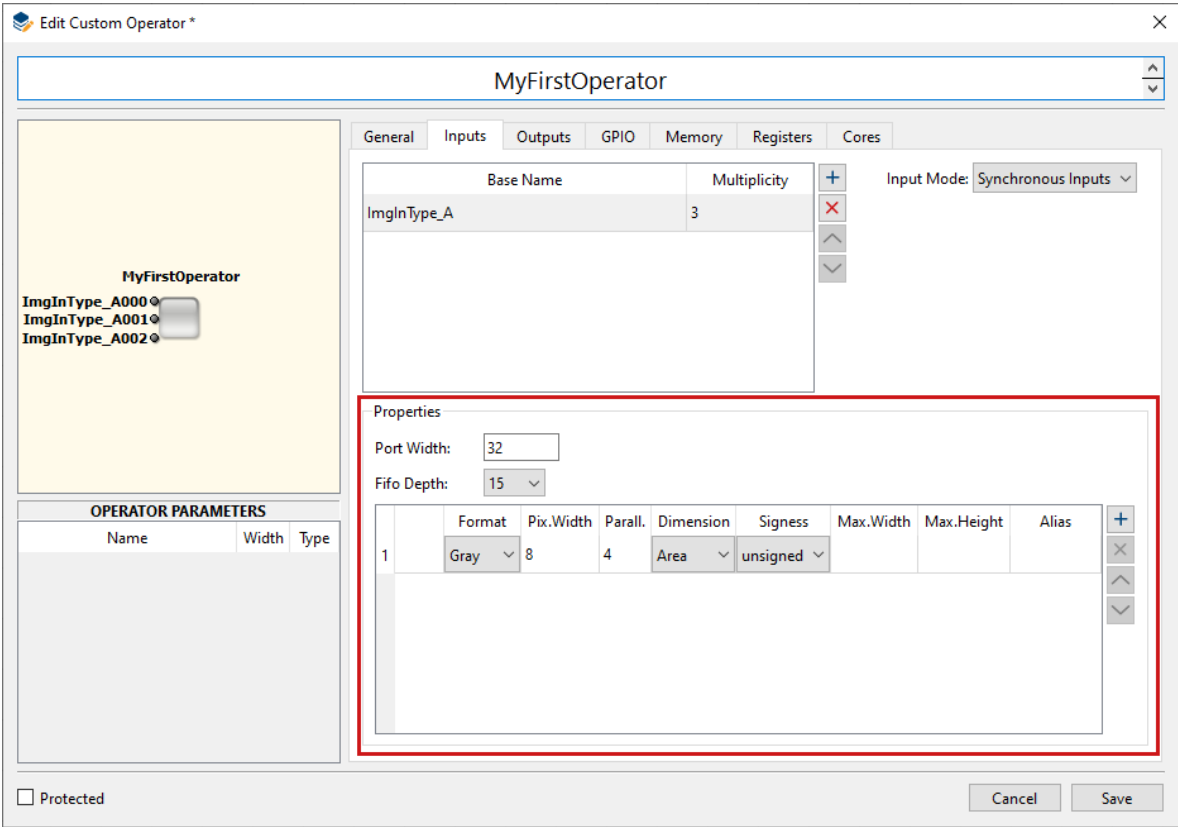 Edit Custom Operator *
MyFirstOperator
General Inputs Outputs GPIO Memory Registers Cores
Base Name Multiplicity
ImgInType_A 3
Input Mode: Synchronous Inputs
MyFirstOperator
ImgInType_A000
ImgInType_A001
ImgInType_A002
OPERATOR PARAMETERS
Name Width Type
Properties
Port Width: 32
Fifo Depth: 15
Format Pix.Width Parall. Dimension Signess Max.Width Max.Height Alias
1 Gray 8 4 Area unsigned
Protected
Cancel Save